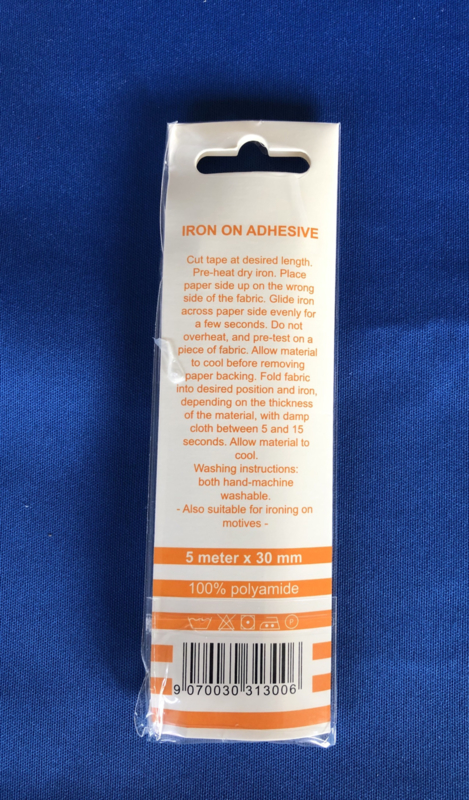 IRON ON ADHESIVE
Cut tape at desired length.
Pre-heat dry iron. Place
paper side up on the wrong
side of the fabric. Glide iron
across paper side evenly for
a few seconds. Do not
overheat, and pre-test on a
piece of fabric. Allow material
to cool before removing
paper backing. Fold fabric
into desired position and iron,
depending on the thickness
of the material, with damp
cloth between 5 and 15
seconds. Allow material to
cool.
Washing instructions:
both hand-machine
washable.
- Also suitable for ironing on
motives -
5 meter x 30 mm
100% polyamide
P
9 070030 313006